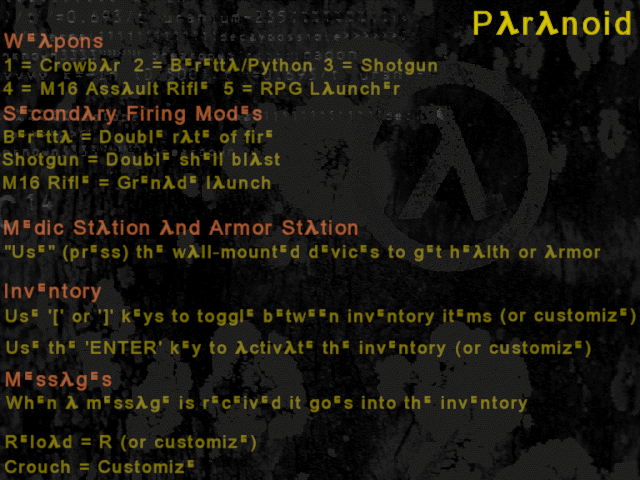 Pλrλnoid
Wᴱλpons
1 = Crowbλr 2 = Bᴱrᴱttλ/Python 3 = Shotgun
4 = M16 Assλult Riflᴱ 5 = RPG Lλunchᴱr
Sᴱcondλry Firing Modᴱs
Bᴱrᴱttλ = Doublᴱ rλtᴱ of firᴱ
Shotgun = Doublᴱ shᴱll blλst
M16 Riflᴱ = Grᴱnλdᴱ lλunch
Mᴱdic Stλtion λnd Armor Stλtion
"Usᴱ" (prᴱss) thᴱ wλll-mountᴱd dᴱvicᴱs to gᴱt hᴱλlth or λrmor
Invᴱntory
Usᴱ '[' or ']' kᴱys to togglᴱ bᴱtwᴱᴱn invᴱntory itᴱms (or customizᴱ)
Usᴱ thᴱ 'ENTER' kᴱy to λctivλtᴱ thᴱ invᴱntory (or customizᴱ)
Mᴱssλgᴱs
Whᴱn λ mᴱssλgᴱ is rᴱcᴱivᴱd it goᴱs into thᴱ invᴱntory
Rᴱloλd = R (or customizᴱ)
Crouch = Customizᴱ